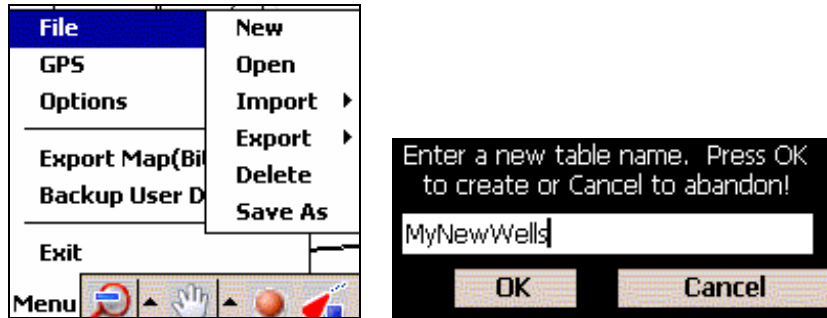 File
GPS
Options
Export Map(Bi
Backup User D
Exit
Menu
New
Open
Import
Export
Delete
Save As
Enter a new table name. Press OK
to create or Cancel to abandon!
MyNewWells
OK
Cancel